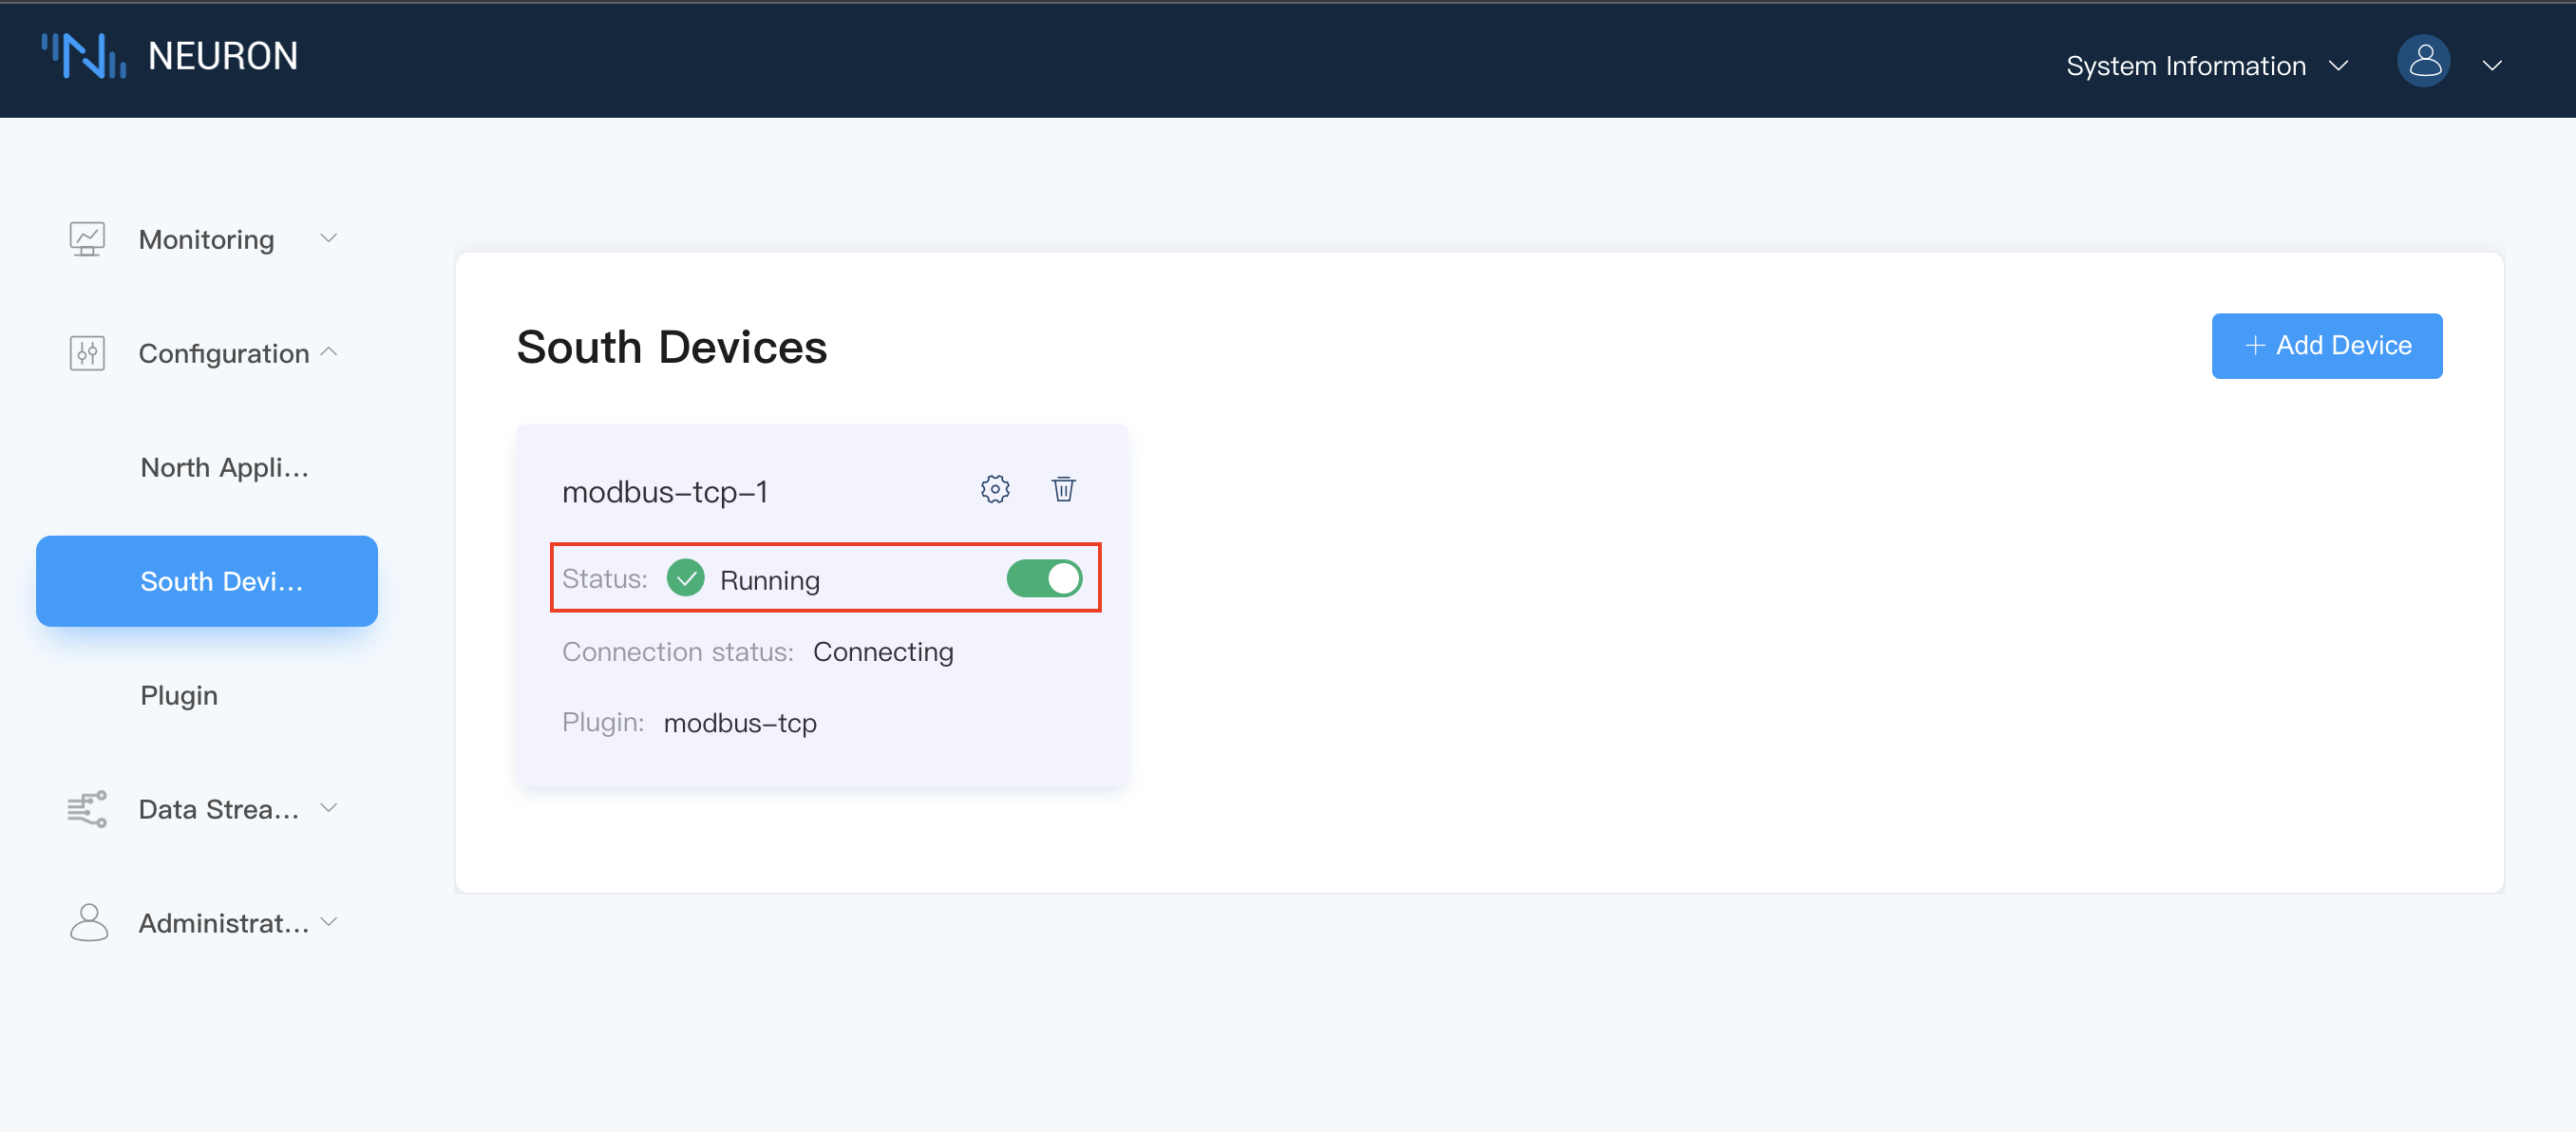 NEURON
System Information
Monitoring
Configuration
North Appli...
South Devi...
Plugin
Data Strea...
Administrat...
South Devices
+ Add Device
modbus-tcp-1
Status: Running
Connection status: Connecting
Plugin: modbus-tcp